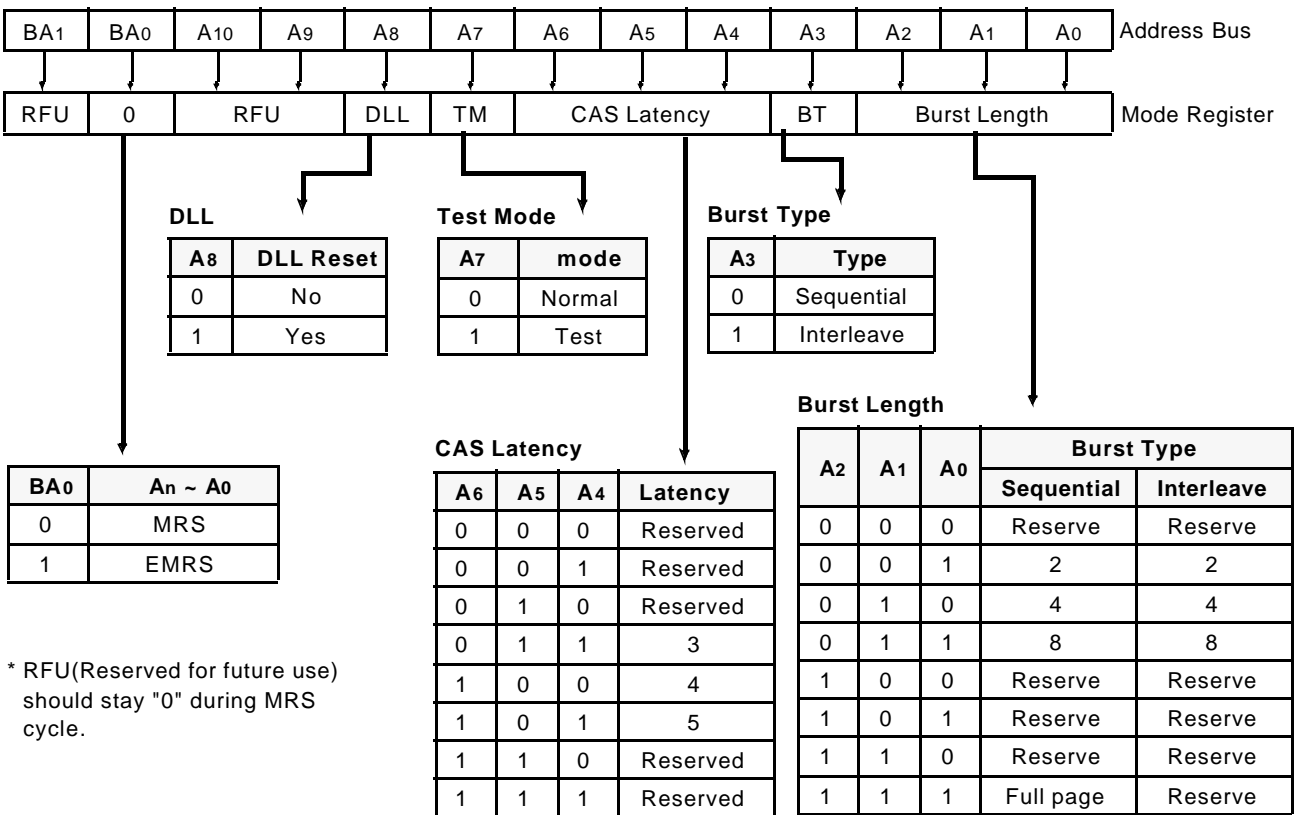 BA1 BA0 A10 A9 A8 A7 A6 A5 A4 A3 A2 A1 A0 Address Bus
RFU 0 RFU DLL TM CAS Latency BT Burst Length Mode Register
DLL
A8 DLL Reset
0 No
1 Yes
Test Mode
A7 mode
0 Normal
1 Test
Burst Type
A3 Type
0 Sequential
1 Interleave
BA0 An ~ A0
0 MRS
1 EMRS
* RFU(Reserved for future use)
should stay "0" during MRS
cycle.
CAS Latency
A6 A5 A4 Latency
0 0 0 Reserved
0 0 1 Reserved
0 1 0 Reserved
0 1 1 3
1 0 0 4
1 0 1 5
1 1 0 Reserved
1 1 1 Reserved
Burst Length
A2 A1 A0 Burst Type
Sequential Interleave
0 0 0 Reserve Reserve
0 0 1 2 2
0 1 0 4 4
0 1 1 8 8
1 0 0 Reserve Reserve
1 0 1 Reserve Reserve
1 1 0 Reserve Reserve
1 1 1 Full page Reserve